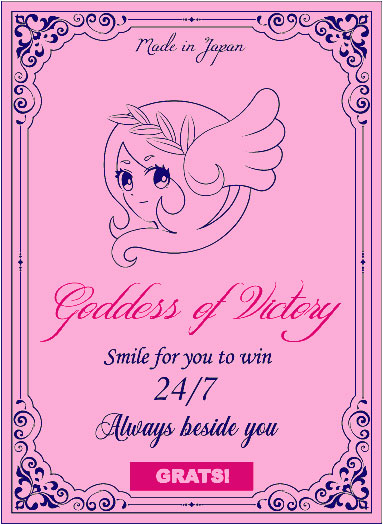 Made in Japan
Goddess of Victory
Smile for you to win
24/7
Always beside you
GRATS!